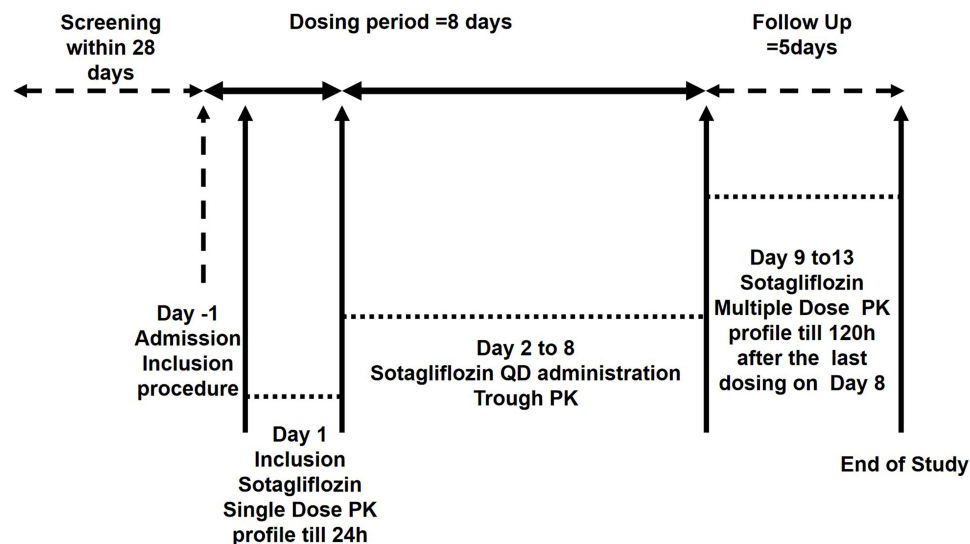 Screening
within 28
days
Dosing period =8 days
Follow Up
=5days
Day -1
Admission
Inclusion
procedure
Day 1
Inclusion
Sotagliflozin
Single Dose PK
profile till 24h
Day 2 to 8
Sotagliflozin QD administration
Trough PK
Day 9 to13
Sotagliflozin
Multiple Dose PK
profile till 120h
after the last
dosing on Day 8
End of Study